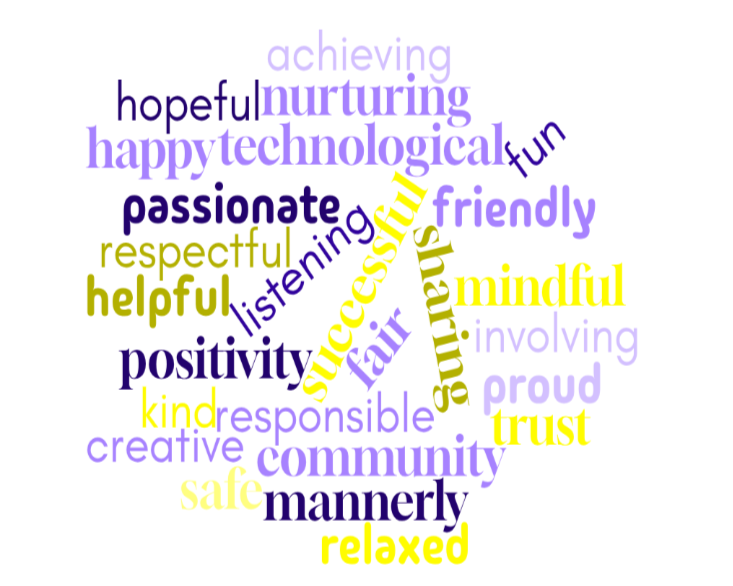 achieving
hopeful nurturing
happy technological fun
passionate friendly
respectful listening successful sharing
helpful mindful
involving
positivity fair
proud
kind responsible trust
creative community
safe mannerly
relaxed